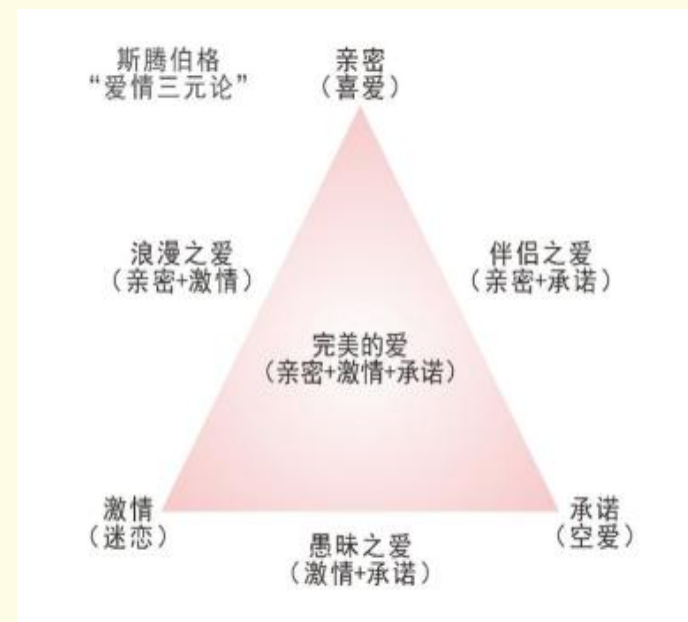 斯腾伯格
“爱情三元论”
亲密
（喜爱）
浪漫之爱
（亲密+激情）
伴侣之爱
（亲密+承诺）
完美的爱
（亲密+激情+承诺）
激情
（迷恋）
承诺
（空爱）
愚昧之爱
（激情+承诺）